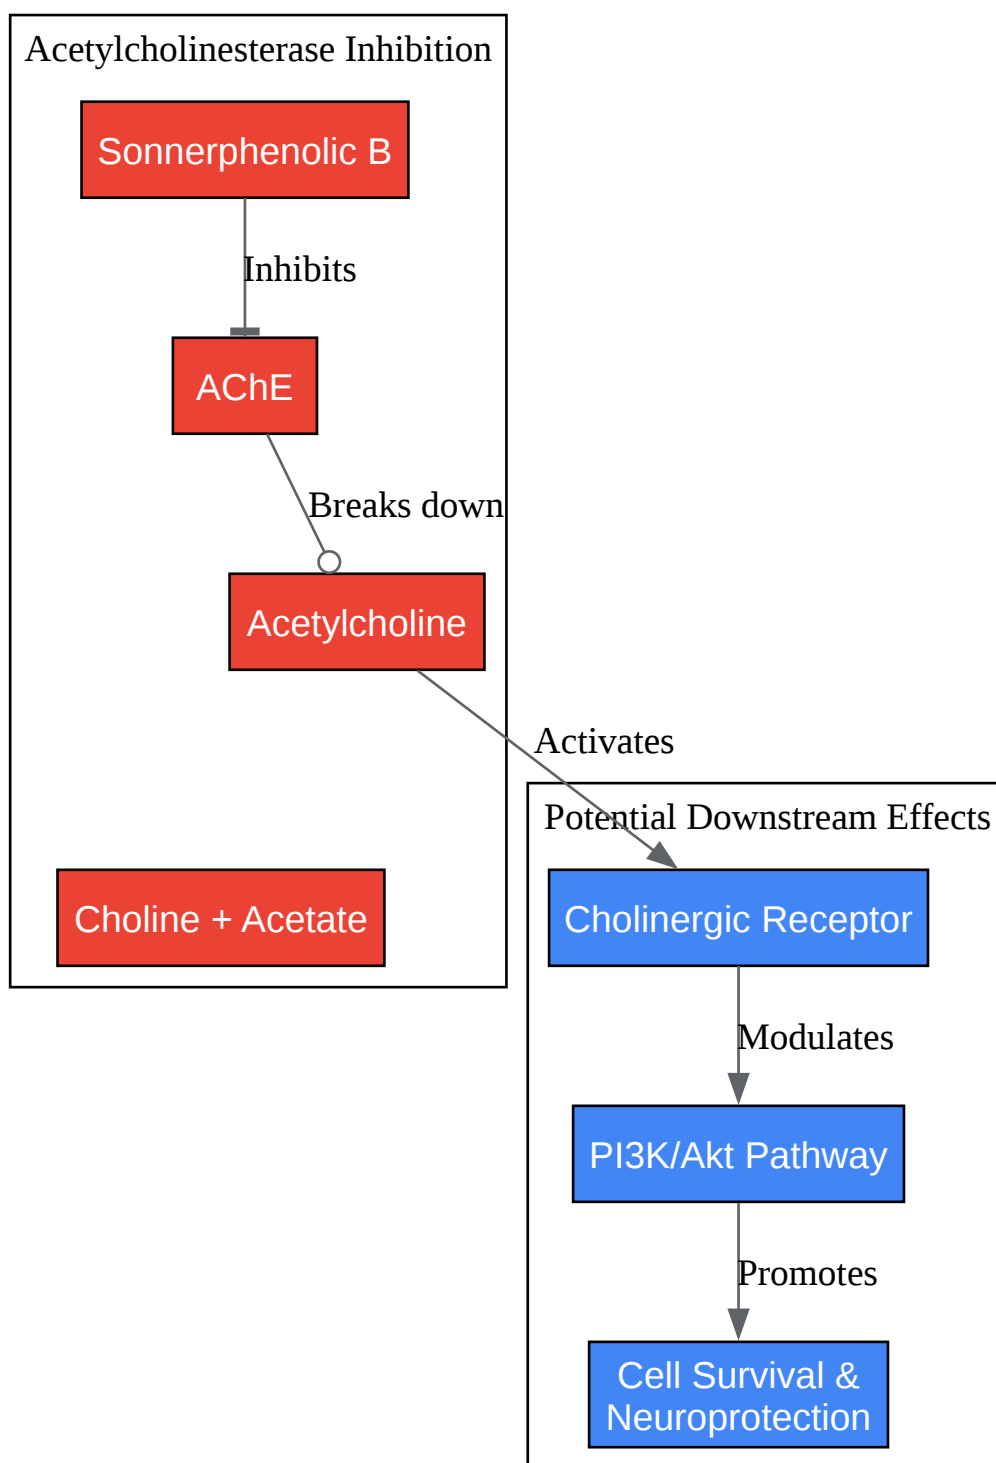 Acetylcholinesterase Inhibition
Sonnerphenolic B
Inhibits
AChE
Breaks down
Acetylcholine
Activates
Potential Downstream Effects
Choline + Acetate
Cholinergic Receptor
Modulates
PI3K/Akt Pathway
Promotes
Cell Survival &
Neuroprotection